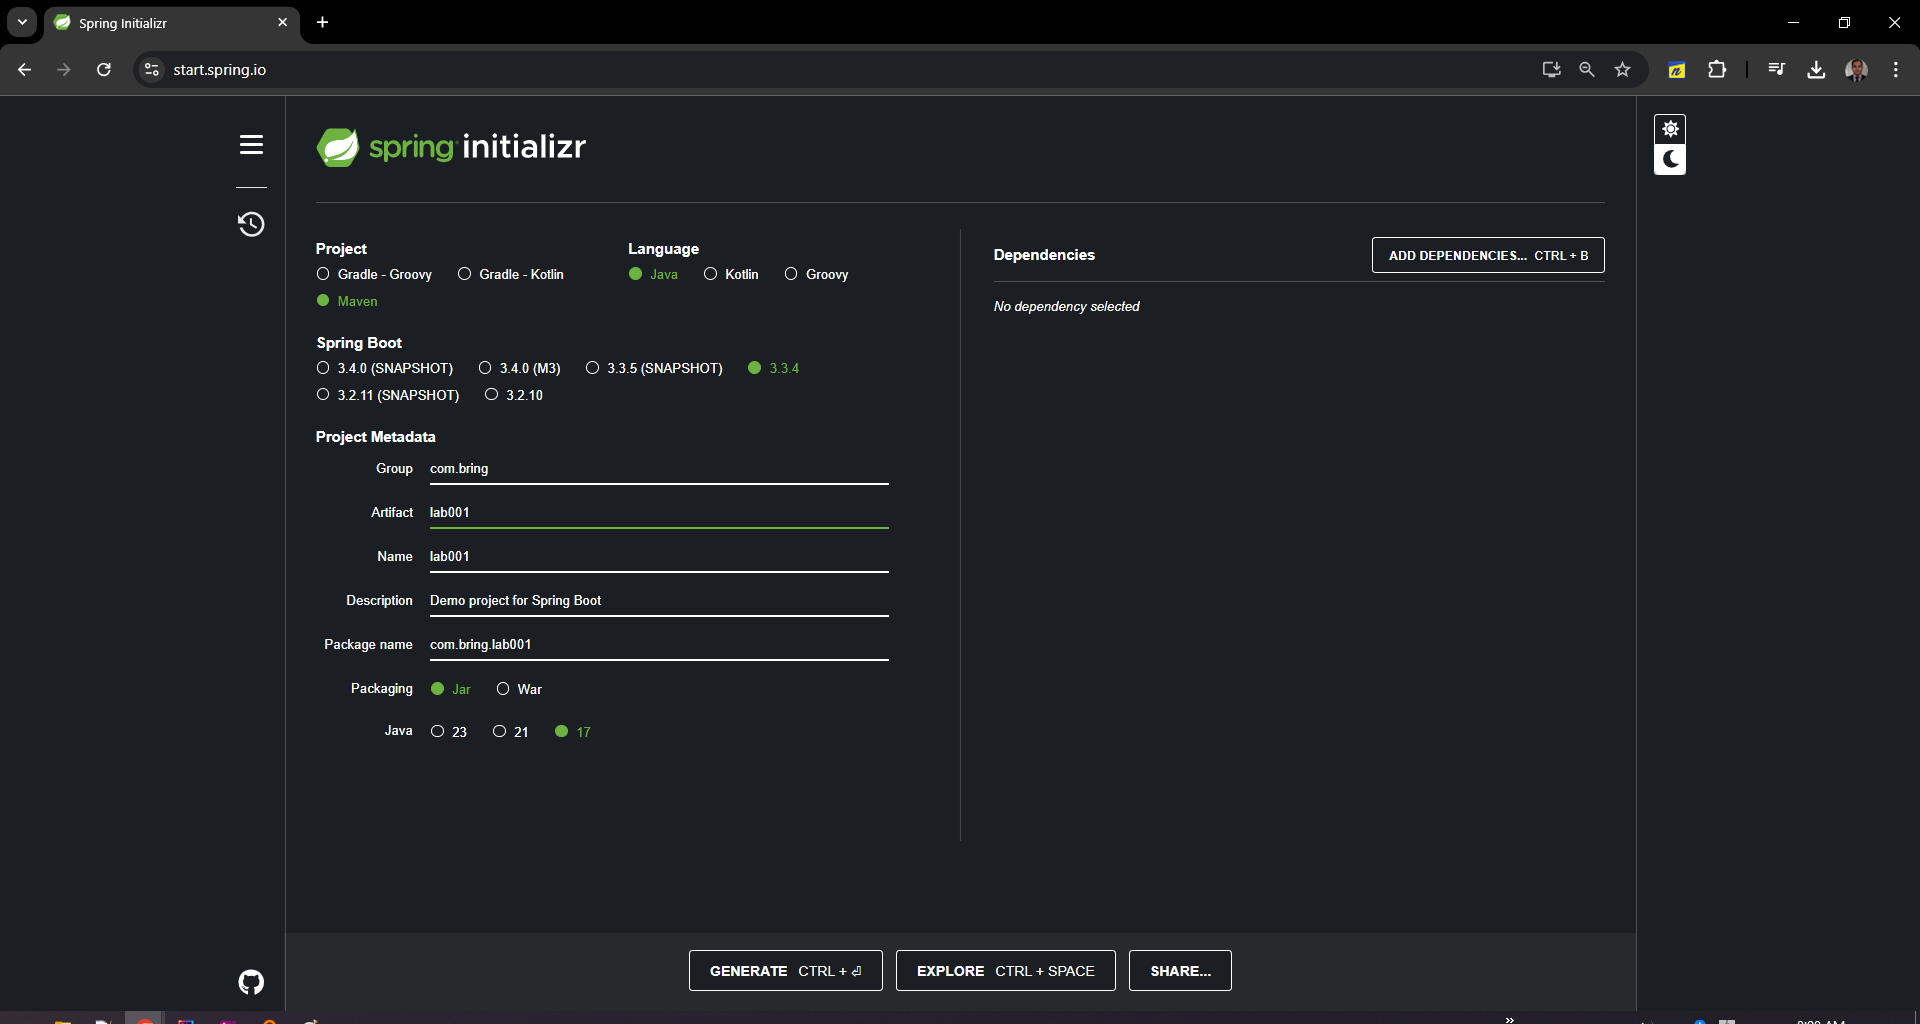 Spring Initializr
start.spring.io
spring initializr
Project
Gradle - Groovy
Gradle - Kotlin
Maven
Language
Java
Kotlin
Groovy
Spring Boot
3.4.0 (SNAPSHOT)
3.4.0 (M3)
3.3.5 (SNAPSHOT)
3.3.4
3.2.11 (SNAPSHOT)
3.2.10
Project Metadata
Group com.bring
Artifact lab001
Name lab001
Description Demo project for Spring Boot
Package name com.bring.lab001
Packaging Jar War
Java 23 21 17
Dependencies
ADD DEPENDENCIES... CTRL + B
No dependency selected
GENERATE CTRL + ⏎
EXPLORE CTRL + SPACE
SHARE...